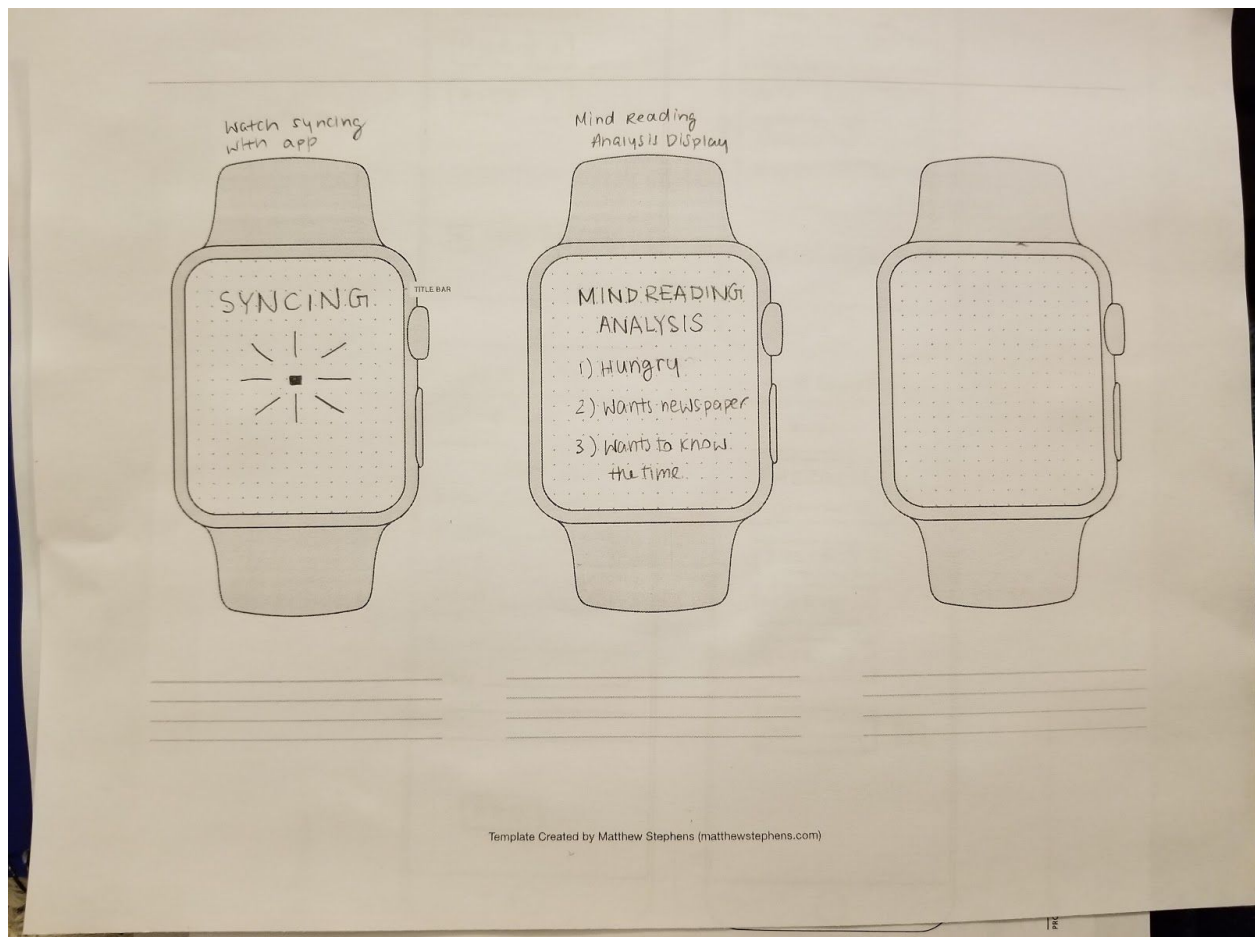 Watch syncing
with app
Mind Reading
Analysis Display
SYNCING
TITLE BAR
MIND READING
ANALYSIS
1) Hungry
2) Wants newspaper
3) Wants to know
the time
Template Created by Matthew Stephens (matthewstephens.com)